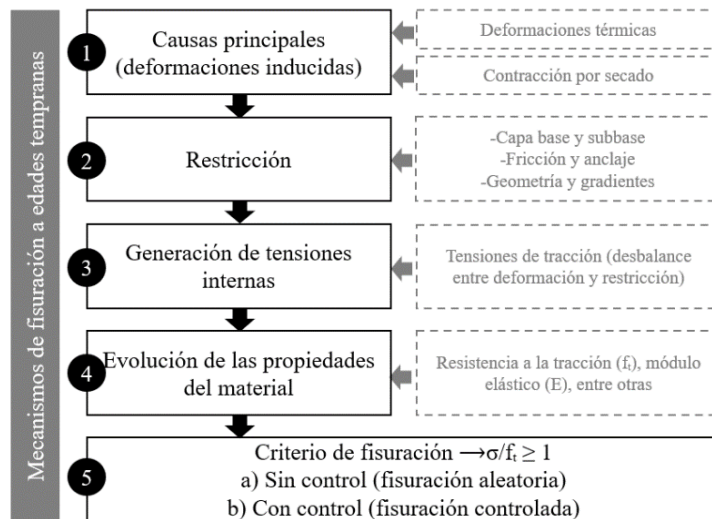 Mecanismos de fisuración a edades tempranas
1
Causas principales
(deformaciones inducidas)
Deformaciones térmicas
Contracción por secado
2
Restricción
-Capa base y subbase
-Fricción y anclaje
-Geometría y gradientes
3
Generación de tensiones
internas
Tensiones de tracción (desbalance
entre deformación y restricción)
4
Evolución de las propiedades
del material
Resistencia a la tracción (fₜ), módulo
elástico (E), entre otras
5
Criterio de fisuración →σ/fₜ ≥ 1
a) Sin control (fisuración aleatoria)
b) Con control (fisuración controlada)